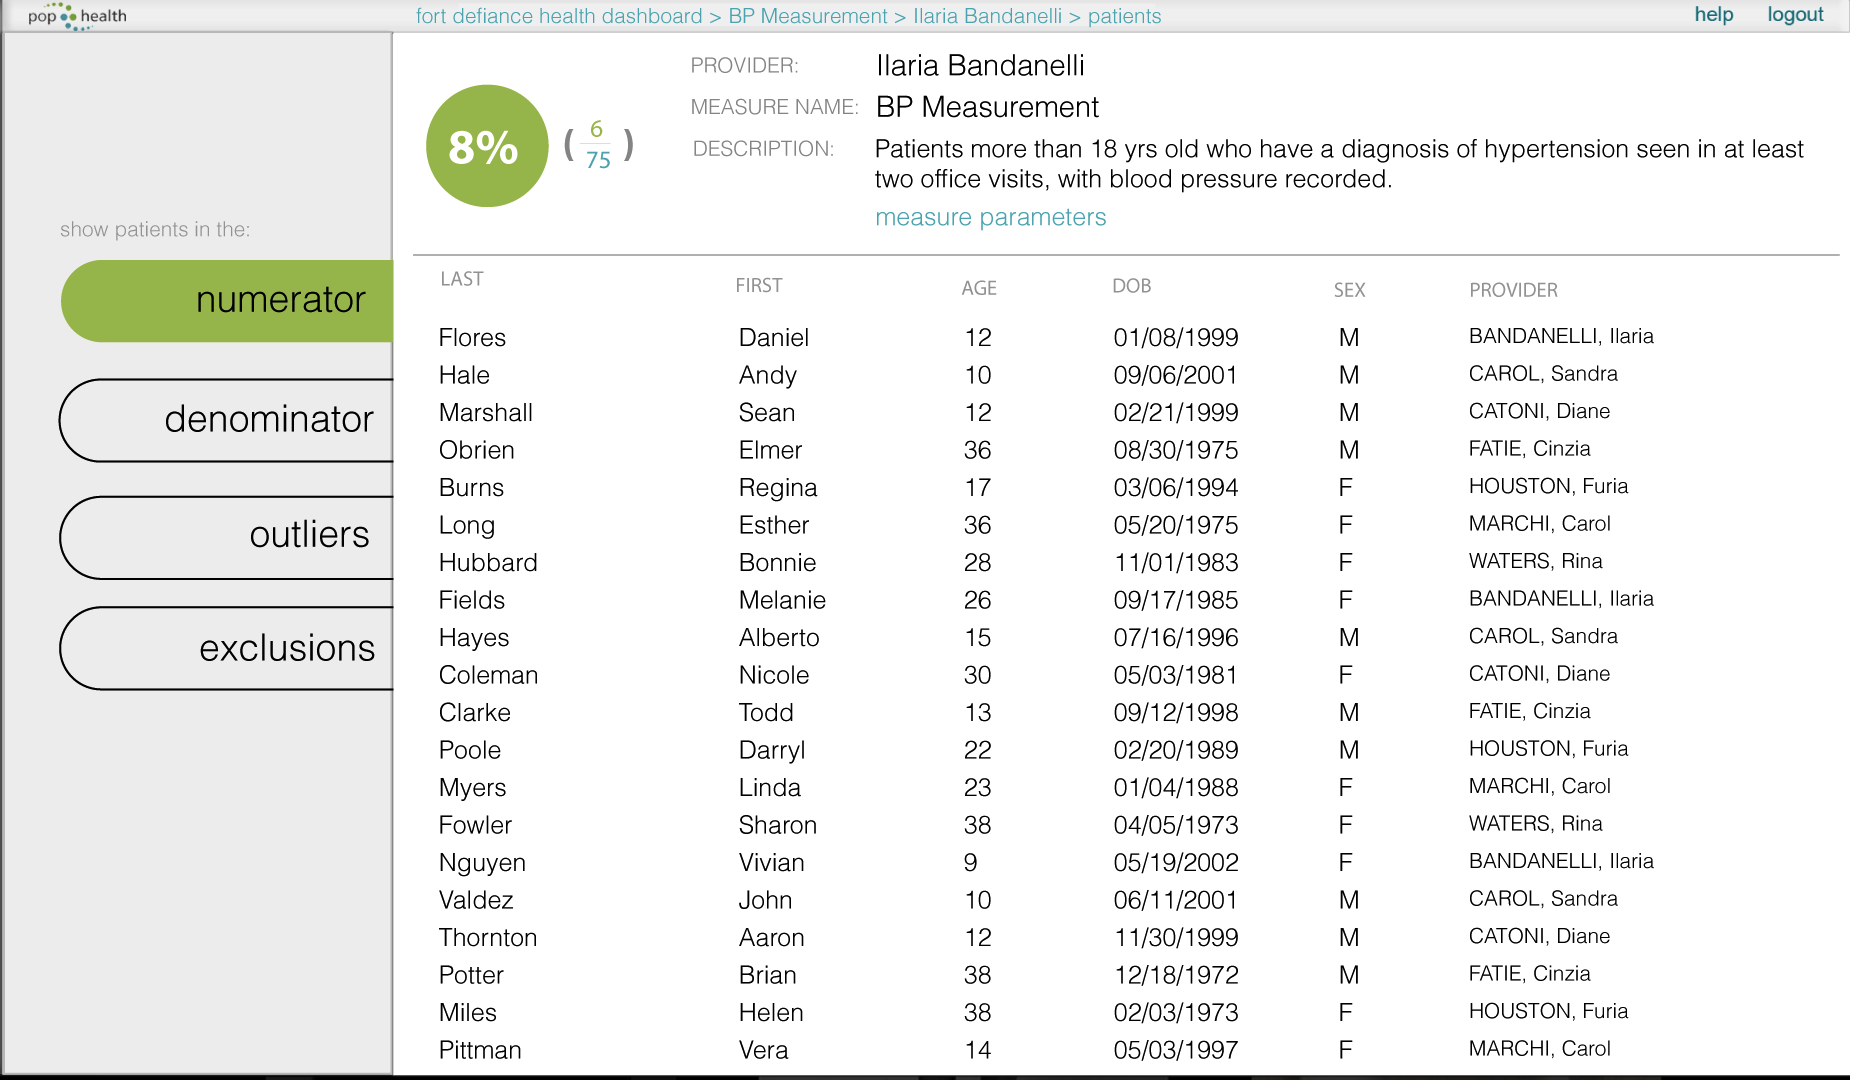 pop health
fort defiance health dashboard > BP Measurement > Ilaria Bandanelli > patients
help logout
8% ( 6 / 75 )
PROVIDER: Ilaria Bandanelli
MEASURE NAME: BP Measurement
DESCRIPTION: Patients more than 18 yrs old who have a diagnosis of hypertension seen in at least
two office visits, with blood pressure recorded.
measure parameters
show patients in the:
numerator
denominator
outliers
exclusions
LAST FIRST AGE DOB SEX PROVIDER
Flores Daniel 12 01/08/1999 M BANDANELLI, Ilaria
Hale Andy 10 09/06/2001 M CAROL, Sandra
Marshall Sean 12 02/21/1999 M CATONI, Diane
Obrien Elmer 36 08/30/1975 M FATIE, Cinzia
Burns Regina 17 03/06/1994 F HOUSTON, Furia
Long Esther 36 05/20/1975 F MARCHI, Carol
Hubbard Bonnie 28 11/01/1983 F WATERS, Rina
Fields Melanie 26 09/17/1985 F BANDANELLI, Ilaria
Hayes Alberto 15 07/16/1996 M CAROL, Sandra
Coleman Nicole 30 05/03/1981 F CATONI, Diane
Clarke Todd 13 09/12/1998 M FATIE, Cinzia
Poole Darryl 22 02/20/1989 M HOUSTON, Furia
Myers Linda 23 01/04/1988 F MARCHI, Carol
Fowler Sharon 38 04/05/1973 F WATERS, Rina
Nguyen Vivian 9 05/19/2002 F BANDANELLI, Ilaria
Valdez John 10 06/11/2001 M CAROL, Sandra
Thornton Aaron 12 11/30/1999 M CATONI, Diane
Potter Brian 38 12/18/1972 M FATIE, Cinzia
Miles Helen 38 02/03/1973 F HOUSTON, Furia
Pittman Vera 14 05/03/1997 F MARCHI, Carol